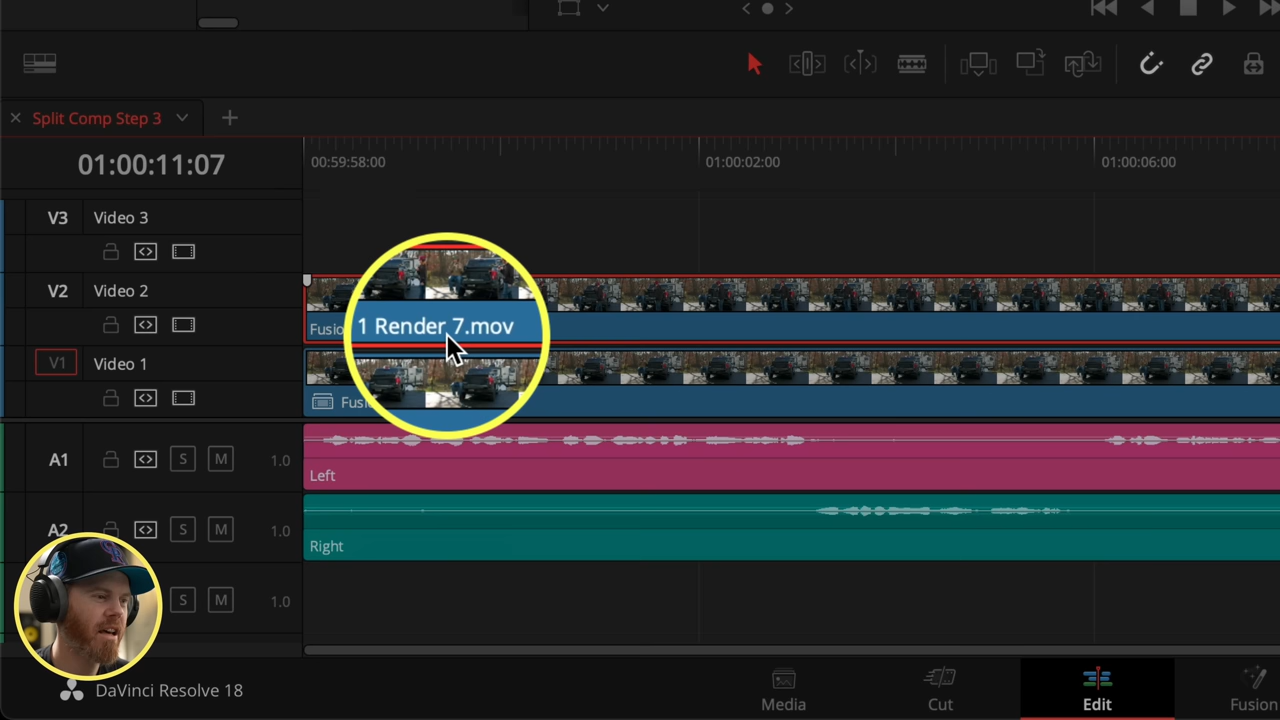 Split Comp Step 3
01:00:11:07
00:59:58:00
01:00:02:00
01:00:06:00
V3 Video 3
V2 Video 2
Fusio
1 Render 7.mov
V1 Video 1
Fus
A1
S M 1.0
Left
A2
S M 1.0
Right
S M 1.0
DaVinci Resolve 18
Media
Cut
Edit
Fusion